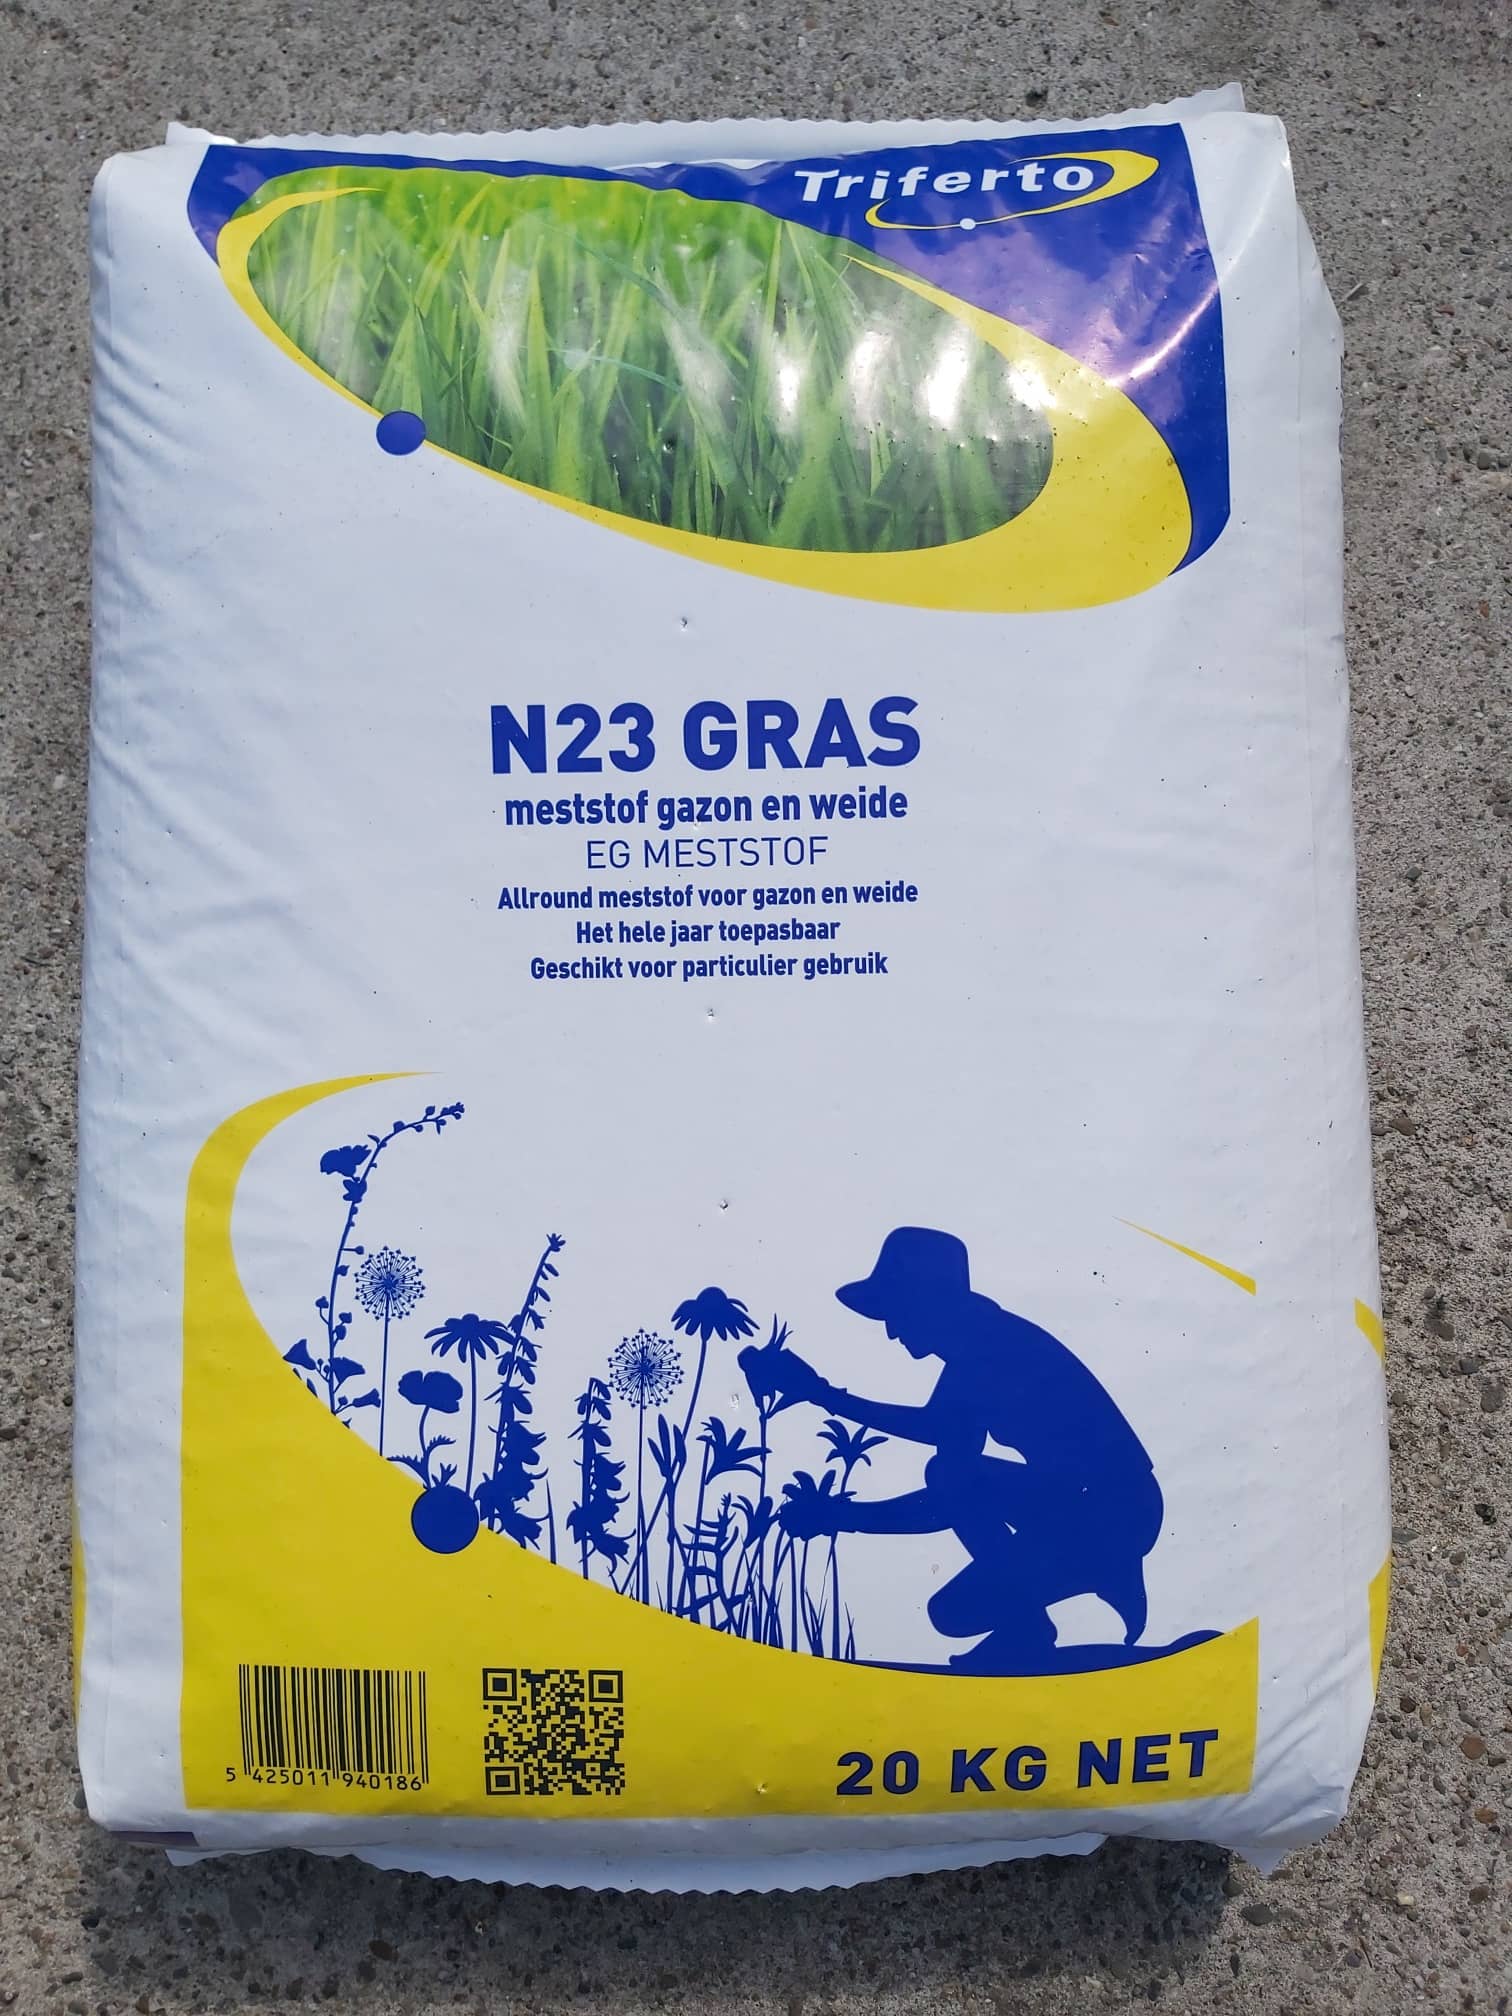 Triferto
N23 GRAS
meststof gazon en weide
EG MESTSTOF
Allround meststof voor gazon en weide
Het hele jaar toepasbaar
Geschikt voor particulier gebruik
5 425011 940186
20 KG NET